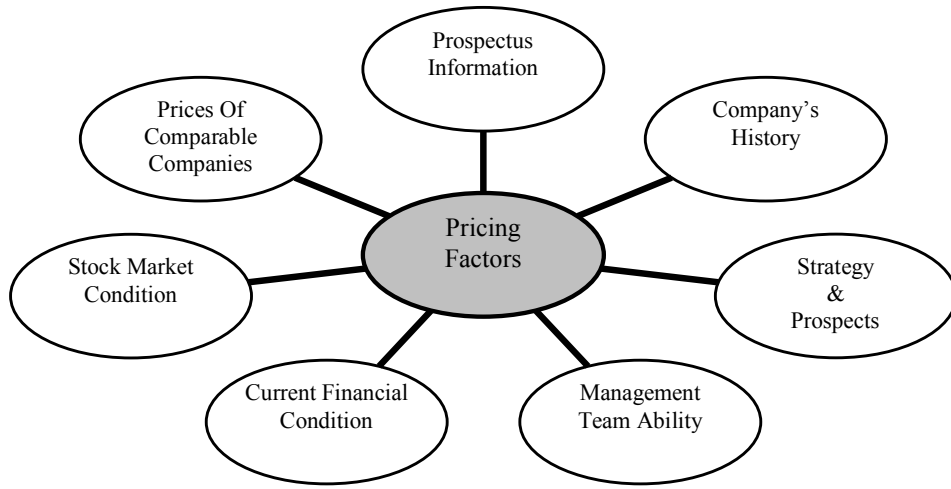 Prospectus
Information
Prices Of
Comparable
Companies
Company's
History
Pricing
Factors
Stock Market
Condition
Strategy
&
Prospects
Current Financial
Condition
Management
Team Ability